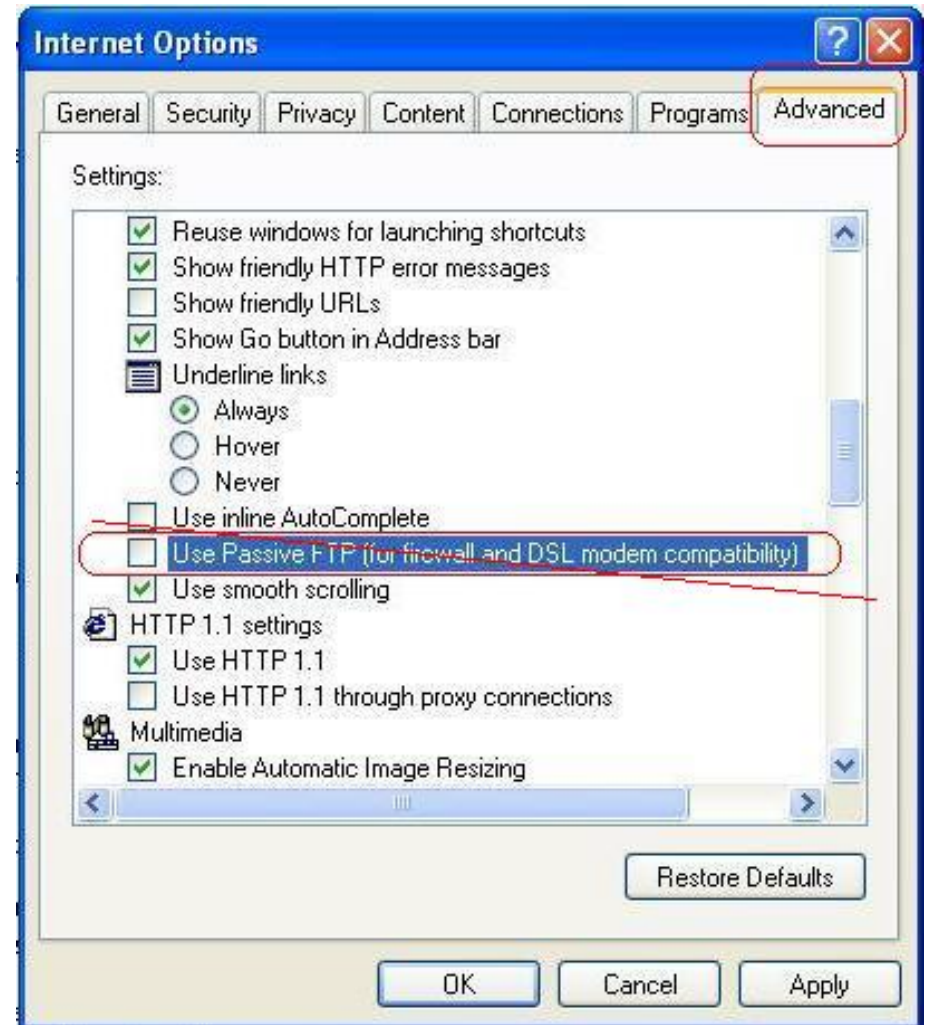 Internet Options
General Security Privacy Content Connections Programs Advanced
Settings:
Reuse windows for launching shortcuts
Show friendly HTTP error messages
Show friendly URLs
Show Go button in Address bar
Underline links
Always
Hover
Never
Use inline AutoComplete
Use Passive FTP (for firewall and DSL modem compatibility)
Use smooth scrolling
HTTP 1.1 settings
Use HTTP 1.1
Use HTTP 1.1 through proxy connections
Multimedia
Enable Automatic Image Resizing
Restore Defaults
OK Cancel Apply